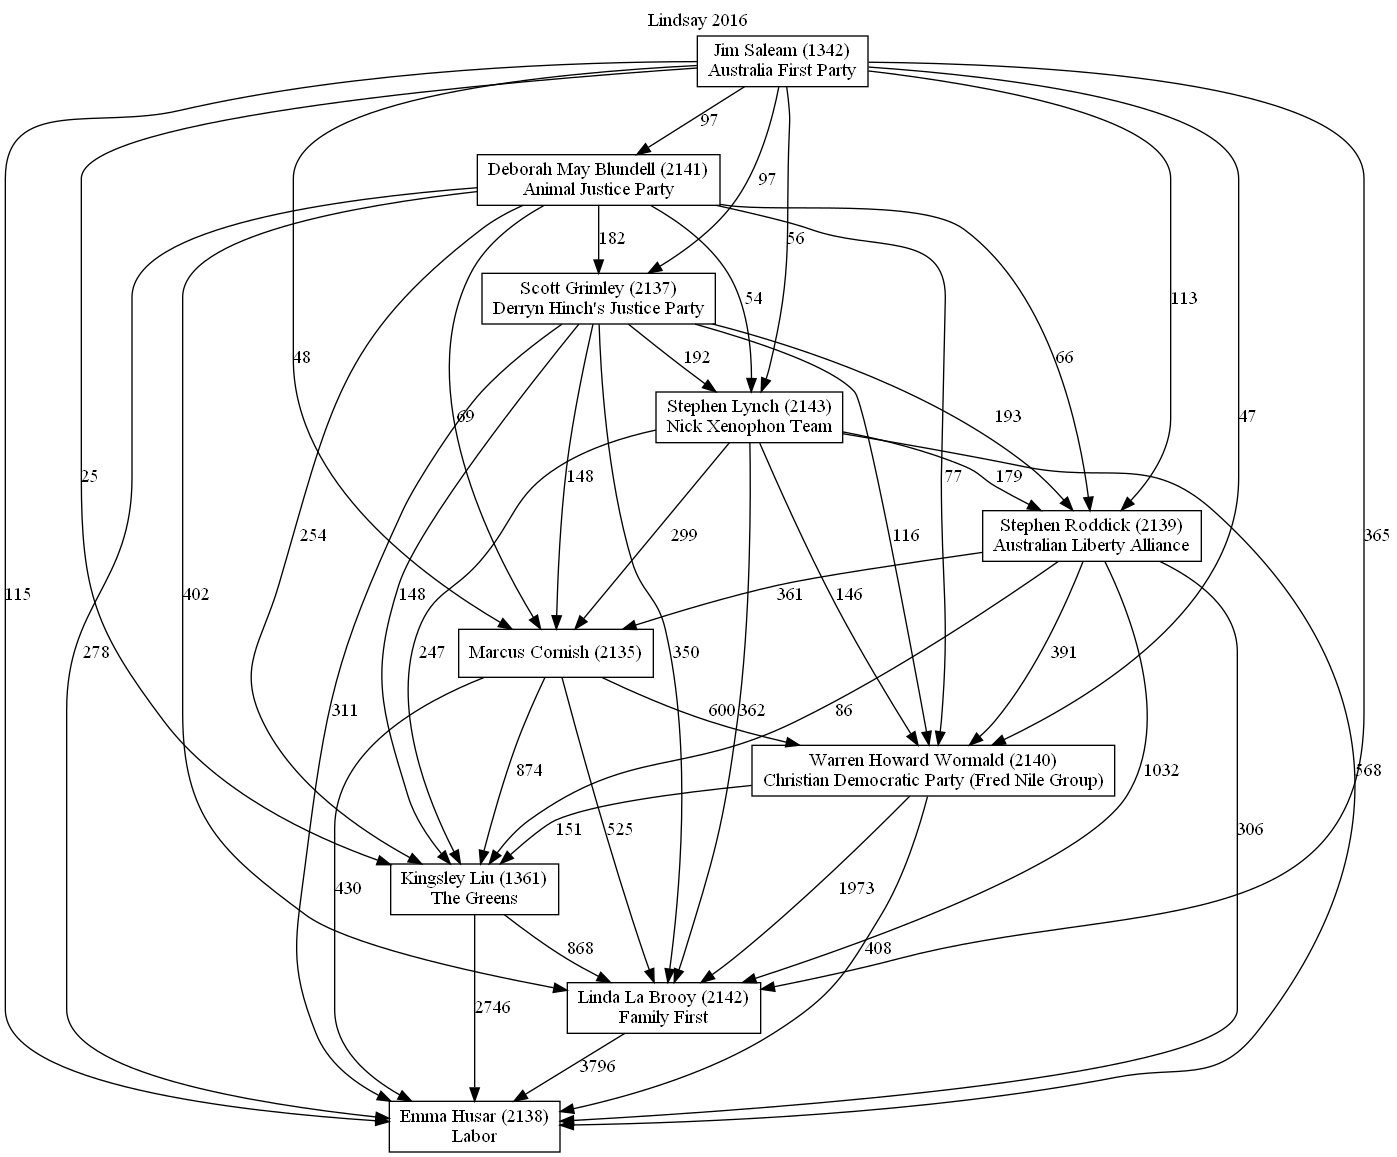 Lindsay 2016
Jim Saleam (1342)
Australia First Party
97
Deborah May Blundell (2141)
Animal Justice Party
97
182
56
Scott Grimley (2137)
Derryn Hinch's Justice Party
54
113
48
192
66
Stephen Lynch (2143)
Nick Xenophon Team
69
193
47
25
148
77
179
254
299
116
365
Stephen Roddick (2139)
Australian Liberty Alliance
115
402
148
361
146
Marcus Cornish (2135)
278
247
350
391
311
600
362
86
Warren Howard Wormald (2140)
Christian Democratic Party (Fred Nile Group)
874
1032
568
151
525
306
Kingsley Liu (1361)
The Greens
430
1973
868
408
Linda La Brooy (2142)
Family First
2746
3796
Emma Husar (2138)
Labor